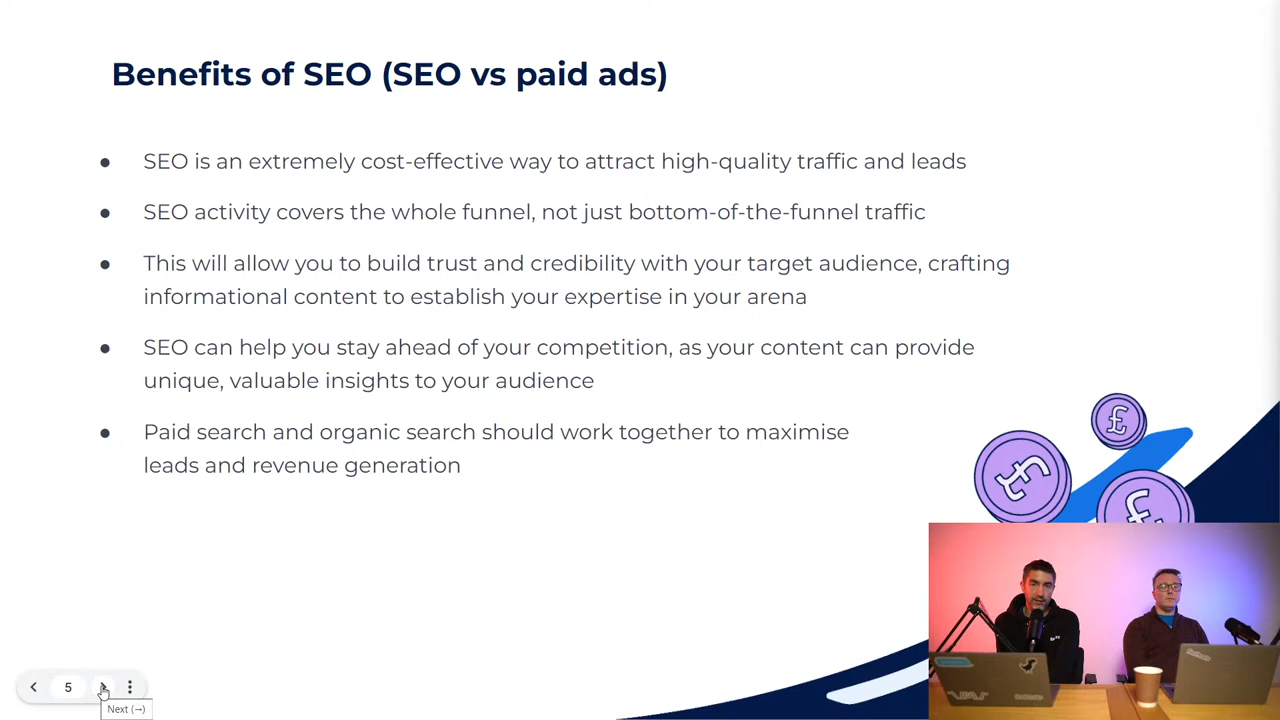 Benefits of SEO (SEO vs paid ads)
● SEO is an extremely cost-effective way to attract high-quality traffic and leads
● SEO activity covers the whole funnel, not just bottom-of-the-funnel traffic
● This will allow you to build trust and credibility with your target audience, crafting
informational content to establish your expertise in your arena
● SEO can help you stay ahead of your competition, as your content can provide
unique, valuable insights to your audience
● Paid search and organic search should work together to maximise
leads and revenue generation
£
£
£
5
Next (→)